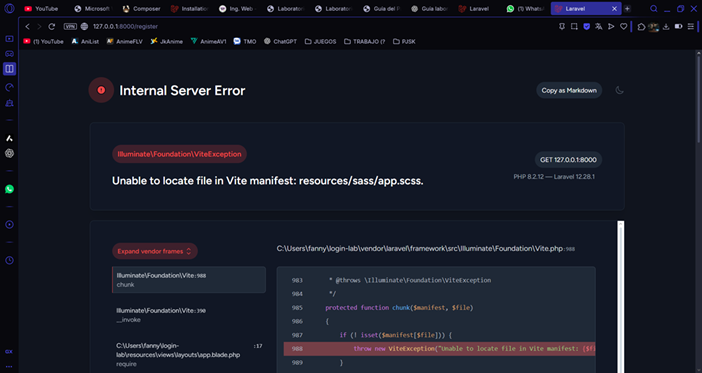 YouTube Microsoft Composer Installation Ing. Web Laborator Laborator Guia del F Guia labor Laravel (1) Whats Laravel
VPN 127.0.0.1:8000/register
(1) YouTube AniList AnimeFLV JkAnime AnimeAV1 TMO ChatGPT JUEGOS TRABAJO (? PJSK
Internal Server Error
Copy as Markdown
Illuminate\Foundation\ViteException
GET 127.0.0.1:8000
Unable to locate file in Vite manifest: resources/sass/app.scss.
PHP 8.2.12 — Laravel 12.28.1
Expand vendor frames
C:\Users\fanny\login-lab\vendor\laravel\framework\src\Illuminate\Foundation\Vite.php:988
Illuminate\Foundation\Vite:988
chunk
Illuminate\Foundation\Vite:390
__invoke
C:\Users\fanny\login-
lab\resources\views\layouts\app.blade.php :17
require
983 * @throws \Illuminate\Foundation\ViteException
984 */
985 protected function chunk($manifest, $file)
986 {
987 if (! isset($manifest[$file])) {
988 throw new ViteException("Unable to locate file in Vite manifest: {$fi
989 }
GX